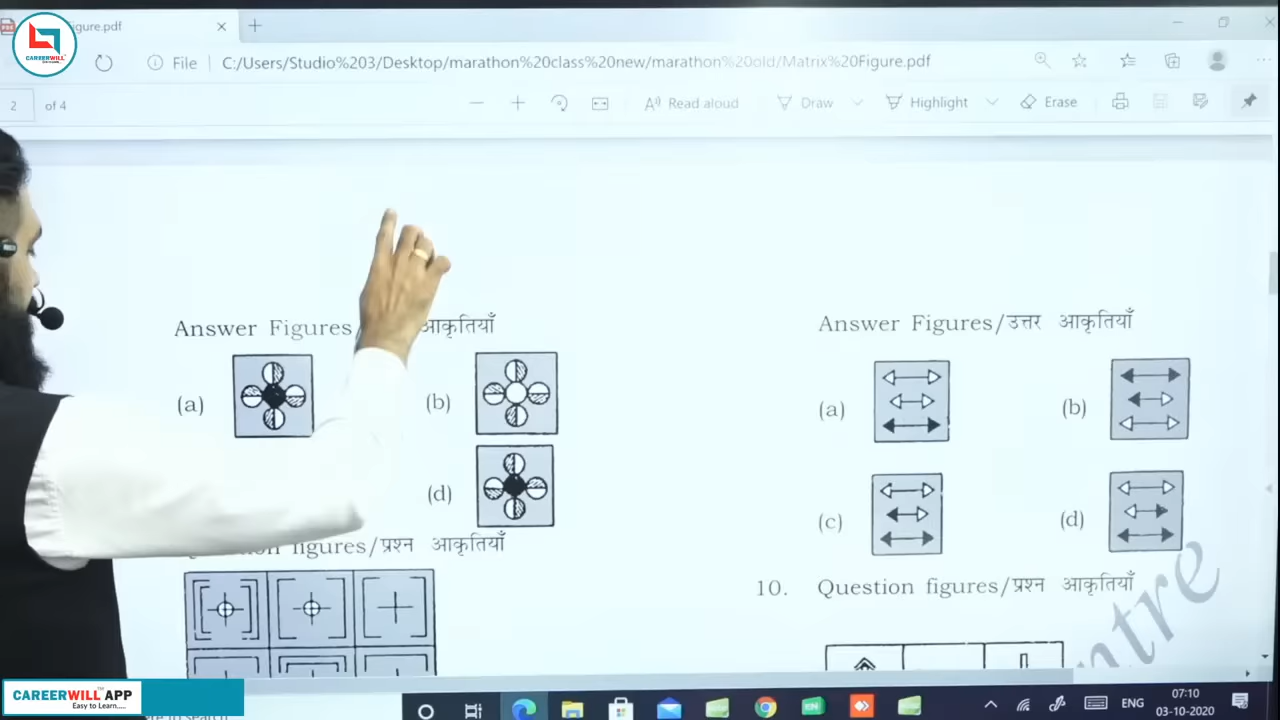 igure.pdf
CAREERWILL
File
C:/Users/Studio%203/Desktop/marathon%20class%20new/marathon%20old/Matrix%20Figure.pdf
2 of 4
Read aloud
Draw
Highlight
Erase
Answer Figures/ आकृतियाँ
(a)
(b)
(d)
figures/प्रश्न आकृतियाँ
Answer Figures/उत्तर आकृतियाँ
(a)
(b)
(c)
(d)
10. Question figures/प्रश्न आकृतियाँ
ntre
CAREERWILL APP
Easy to Learn.....
ENG
07:10
03-10-2020